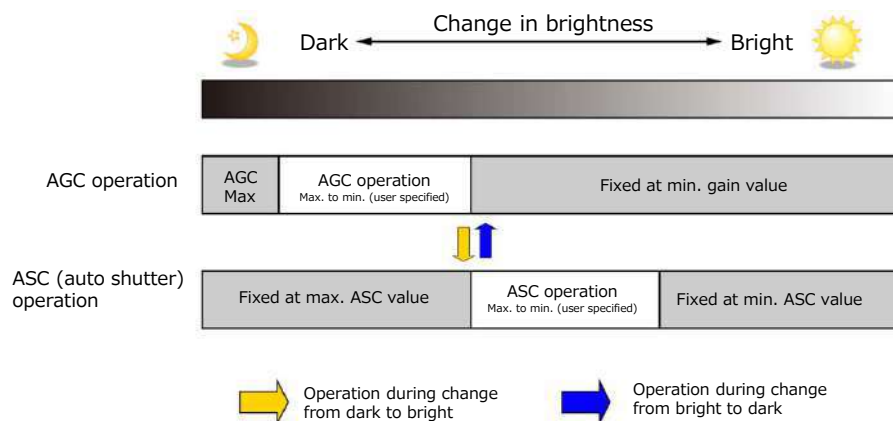 Change in brightness
Dark
Bright
AGC operation
AGC
Max
AGC operation
Max. to min. (user specified)
Fixed at min. gain value
ASC (auto shutter)
operation
Fixed at max. ASC value
ASC operation
Max. to min. (user specified)
Fixed at min. ASC value
Operation during change
from dark to bright
Operation during change
from bright to dark